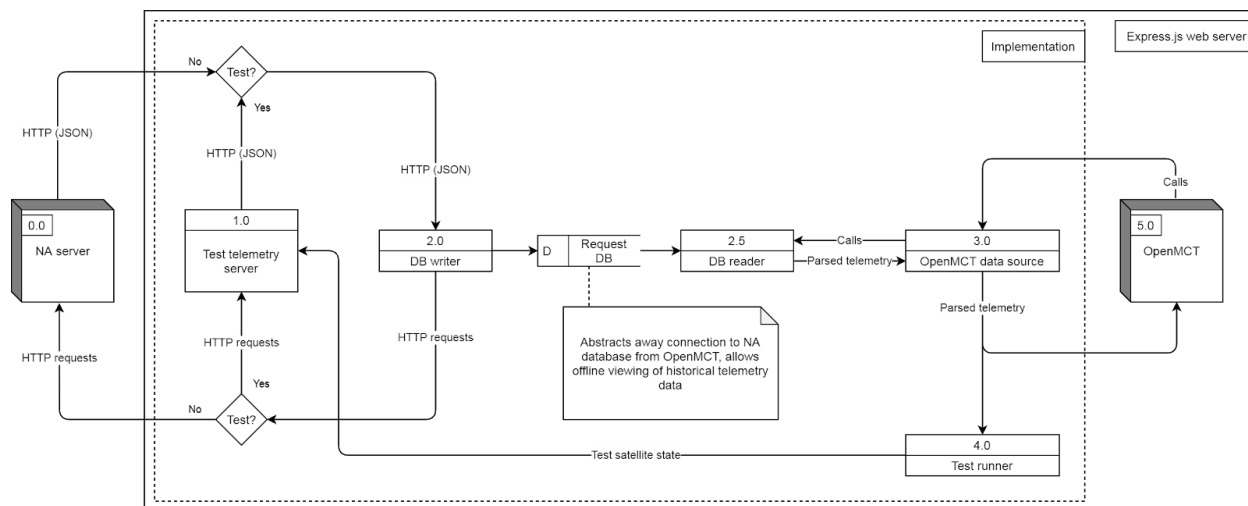 Express.js web server
Implementation
No
Test?
Yes
HTTP (JSON)
HTTP (JSON)
HTTP (JSON)
Calls
0.0
NA server
1.0
Test telemetry
server
2.0
DB writer
D
Request
DB
2.5
DB reader
Calls
Parsed telemetry
3.0
OpenMCT data source
5.0
OpenMCT
Parsed telemetry
HTTP requests
HTTP requests
HTTP requests
Abstracts away connection to NA
database from OpenMCT, allows
offline viewing of historical telemetry
data
Yes
No
Test?
Test satellite state
4.0
Test runner